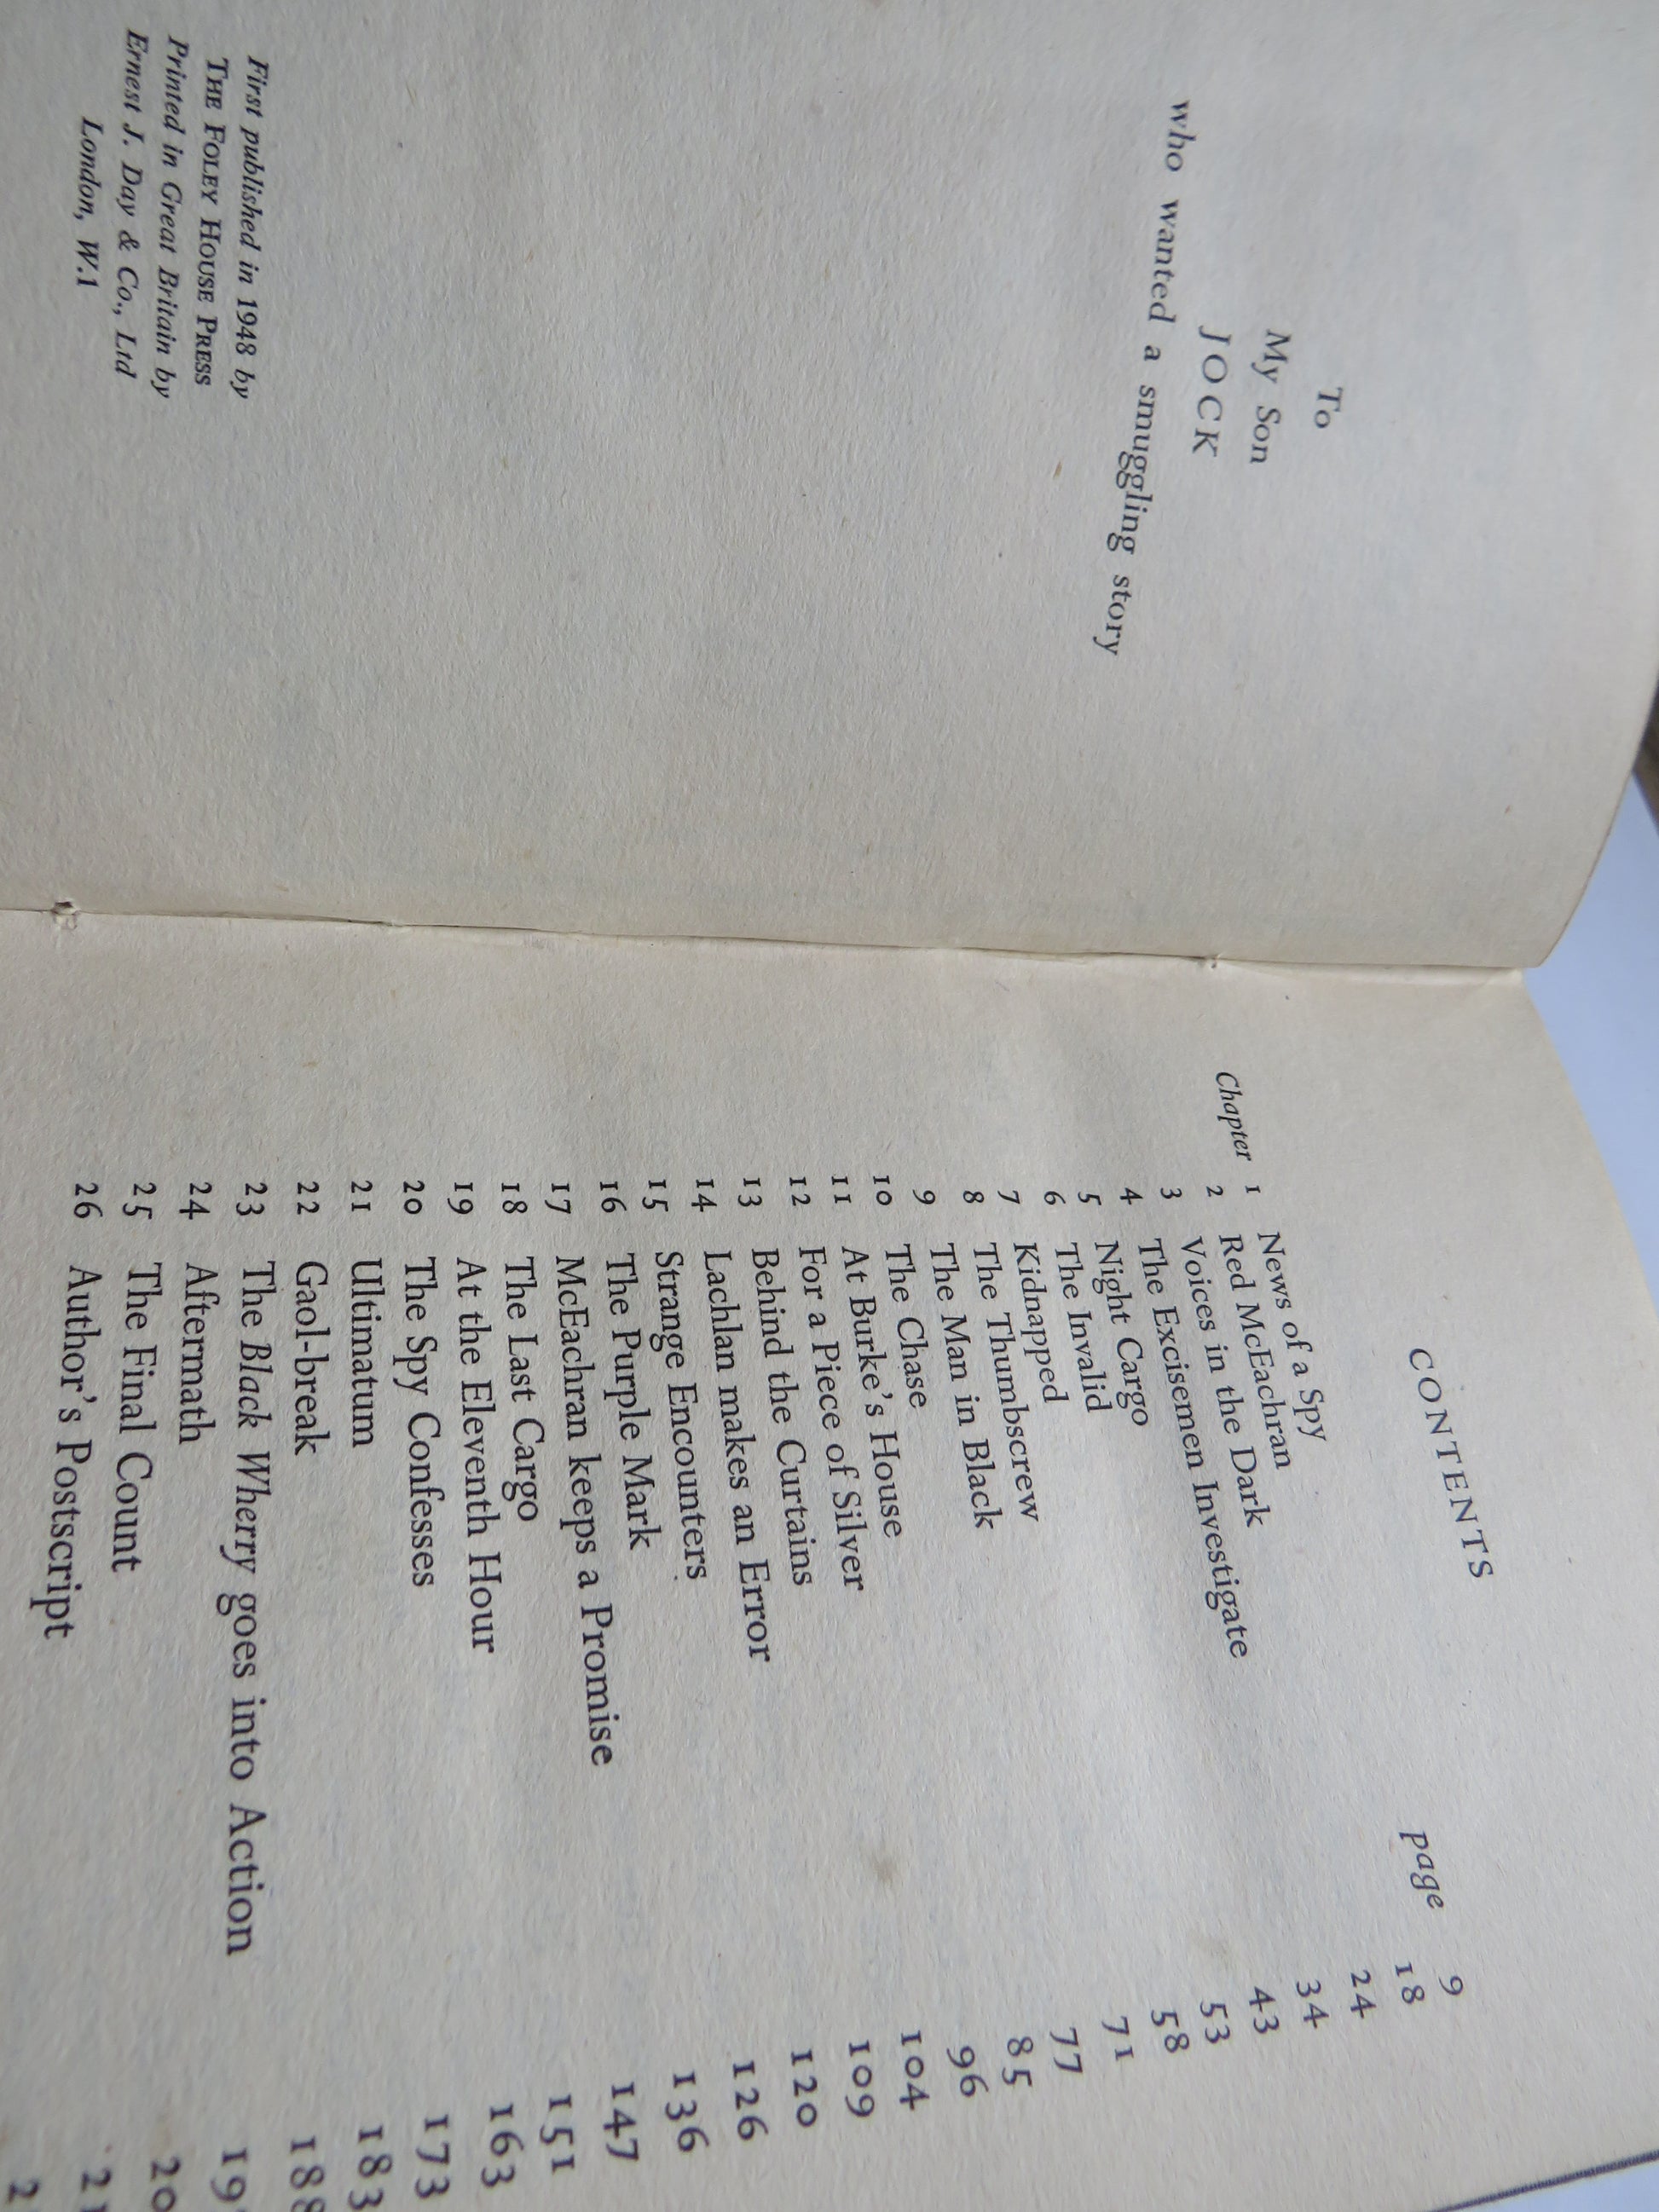 To
My Son
JOCK
who wanted a smuggling story
First published in 1948 by
THE FOLEY HOUSE PRESS
Printed in Great Britain by
Ernest J. Day & Co., Ltd
London, W.1
CONTENTS
page
Chapter 1 News of a Spy 9
2 Red McEachran 18
3 Voices in the Dark 24
4 The Excisemen Investigate 34
5 Night Cargo 43
6 The Invalid 53
7 Kidnapped 58
8 The Thumbscrew 71
9 The Man in Black 77
10 The Chase 85
11 At Burke's House 96
12 For a Piece of Silver 104
13 Behind the Curtains 109
14 Lachlan makes an Error 120
15 Strange Encounters 126
16 The Purple Mark 136
17 McEachran keeps a Promise 147
18 The Last Cargo 151
19 At the Eleventh Hour 163
20 The Spy Confesses 173
21 Ultimatum 183
22 Gaol-break 188
23 The Black Wherry goes into Action
24 Aftermath
25 The Final Count
26 Author's Postscript